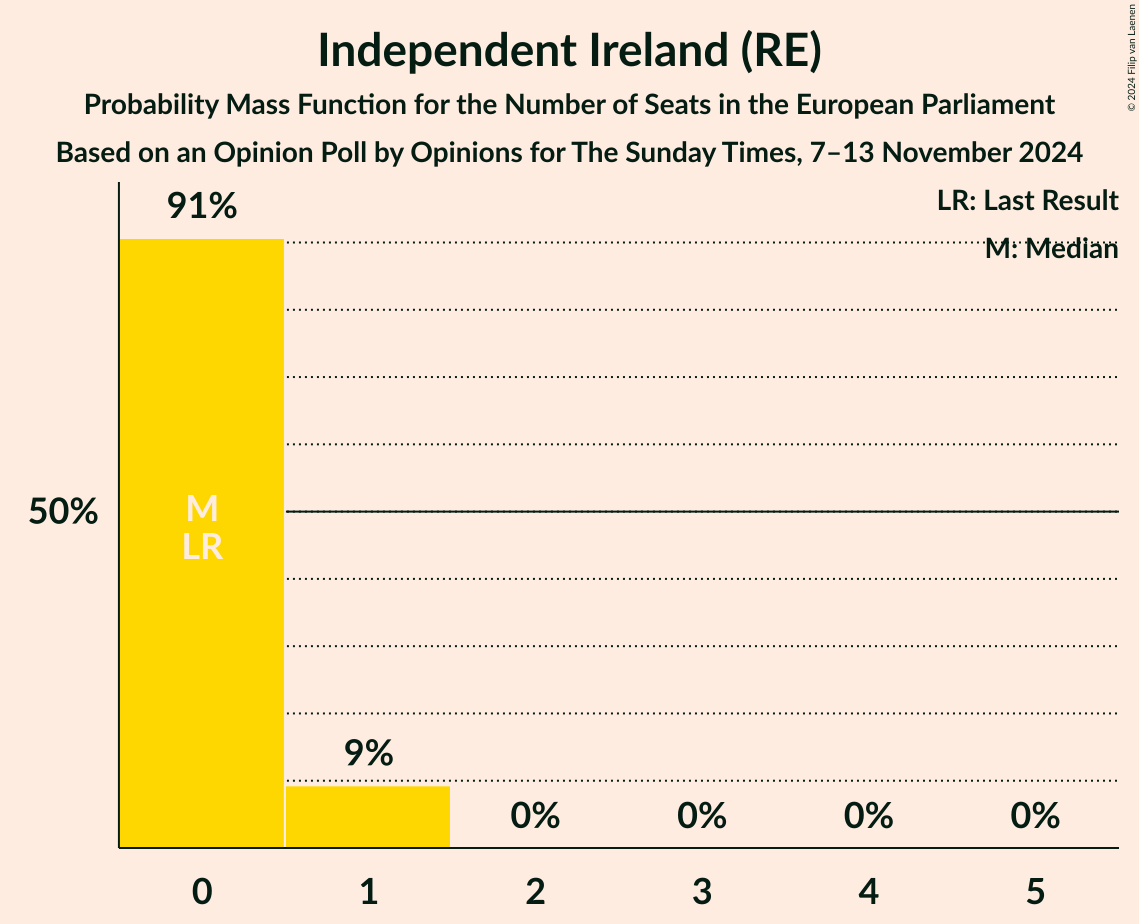 Independent Ireland (RE)
Probability Mass Function for the Number of Seats in the European Parliament
Based on an Opinion Poll by Opinions for The Sunday Times, 7–13 November 2024
© 2024 Filip van Laenen
LR: Last Result
M: Median
91%
50%
M
LR
9%
0%
0%
0%
0%
0
1
2
3
4
5